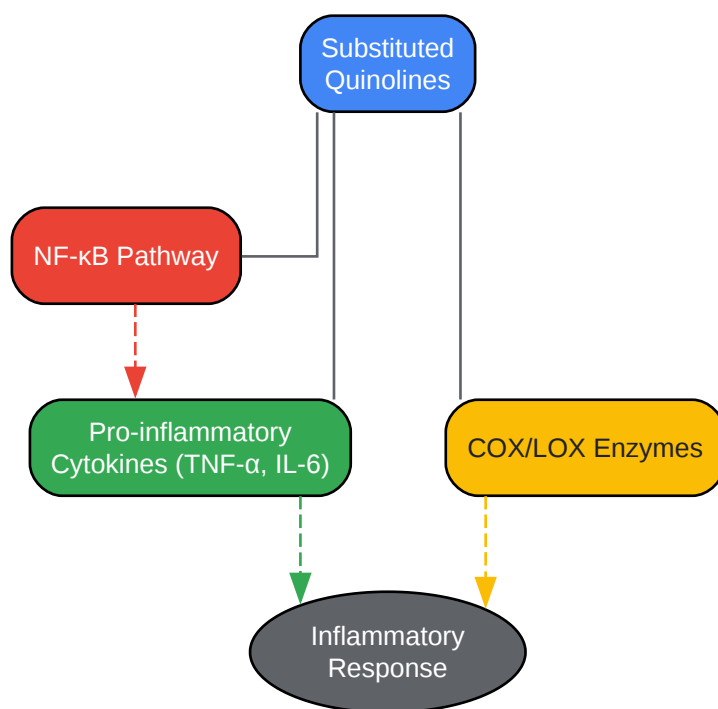 Substituted
Quinolines
NF-κB Pathway
Pro-inflammatory
Cytokines (TNF-α, IL-6)
COX/LOX Enzymes
Inflammatory
Response